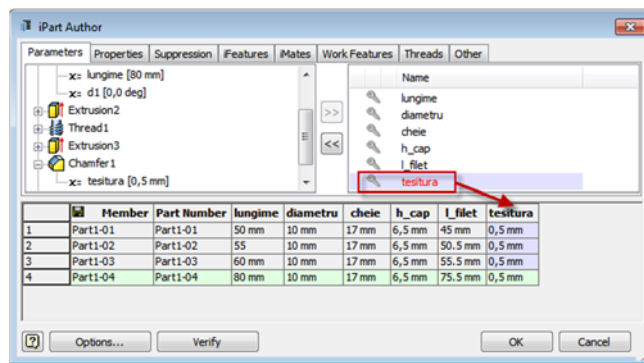 iPart Author
Parameters Properties Suppression iFeatures iMates Work Features Threads Other
x= lungime [80 mm]
x= d1 [0,0 deg]
Extrusion2
Thread1
Extrusion3
Chamfer1
x= tesitura [0,5 mm]
>>
<<
Name
lungime
diametru
cheie
h_cap
l_filet
tesitura
Member Part Number lungime diametru cheie h_cap l_filet tesitura
1 Part1-01 Part1-01 50 mm 10 mm 17 mm 6,5 mm 45 mm 0,5 mm
2 Part1-02 Part1-02 55 10 mm 17 mm 6,5 mm 50.5 mm 0,5 mm
3 Part1-03 Part1-03 60 mm 10 mm 17 mm 6,5 mm 55.5 mm 0,5 mm
4 Part1-04 Part1-04 80 mm 10 mm 17 mm 6,5 mm 75.5 mm 0,5 mm
? Options... Verify OK Cancel